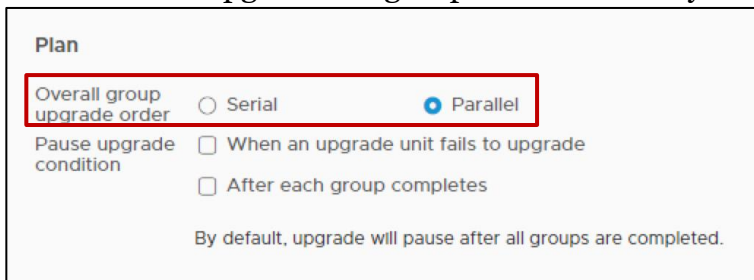 Plan
Overall group upgrade order
Serial
Parallel
Pause upgrade condition
When an upgrade unit fails to upgrade
After each group completes
By default, upgrade will pause after all groups are completed.